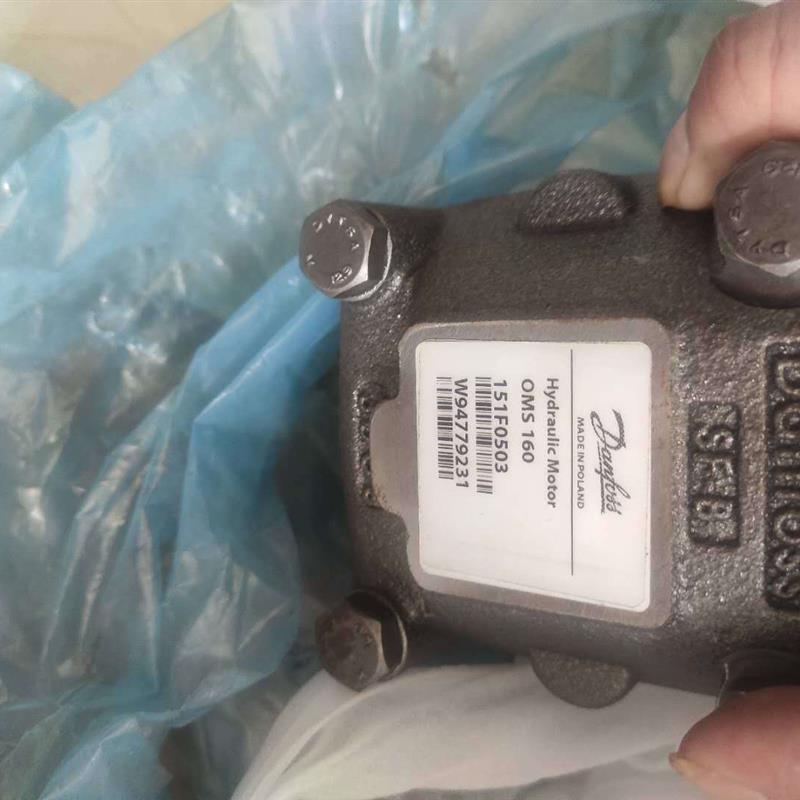 Danfoss
MADE IN POLAND
Hydraulic Motor
OMS 160
151F0503
W94779231
Danfoss